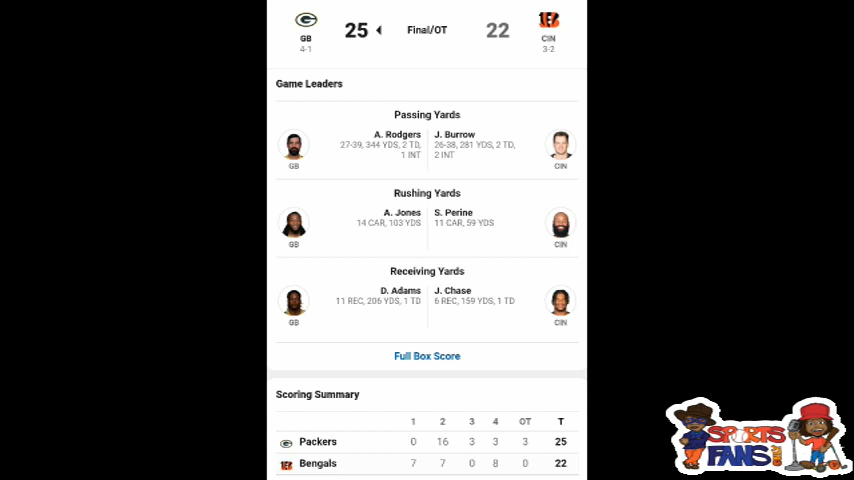 25 Final/OT 22
GB CIN
4-1 3-2
Game Leaders
Passing Yards
A. Rodgers J. Burrow
27-39, 344 YDS, 2 TD, 26-38, 281 YDS, 2 TD,
1 INT 2 INT
GB CIN
Rushing Yards
A. Jones S. Perine
14 CAR, 103 YDS 11 CAR, 59 YDS
GB CIN
Receiving Yards
D. Adams J. Chase
11 REC, 206 YDS, 1 TD 6 REC, 159 YDS, 1 TD
GB CIN
Full Box Score
Scoring Summary
1 2 3 4 OT T
Packers 0 16 3 3 3 25
Bengals 7 7 0 8 0 22
SPORTS
FANS